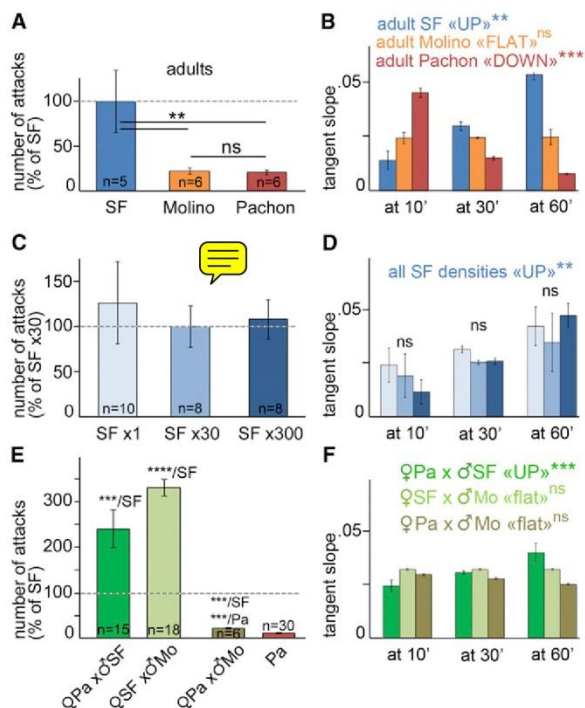 A
adults
number of attacks
(% of SF)
100
50
0
**
ns
n=5
n=6
n=6
SF
Molino
Pachon
B
adult SF «UP»**
adult Molino «FLAT»ns
adult Pachon «DOWN»***
tangent slope
.05
0
at 10'
at 30'
at 60'
C
number of attacks
(% of SF x30)
150
100
50
0
n=10
n=8
n=8
SF x1
SF x30
SF x300
D
all SF densities «UP»**
tangent slope
.05
0
ns
ns
ns
at 10'
at 30'
at 60'
E
number of attacks
(% of SF)
300
200
100
0
***/SF
****/SF
***/SF
***/Pa
n=15
n=18
n=6
n=30
QPa x♂SF
QSF x♂Mo
QPa x♂Mo
Pa
F
♀Pa x ♂SF «UP»***
♀SF x ♂Mo «flat»ns
♀Pa x ♂Mo «flat»ns
tangent slope
.05
0
at 10'
at 30'
at 60'